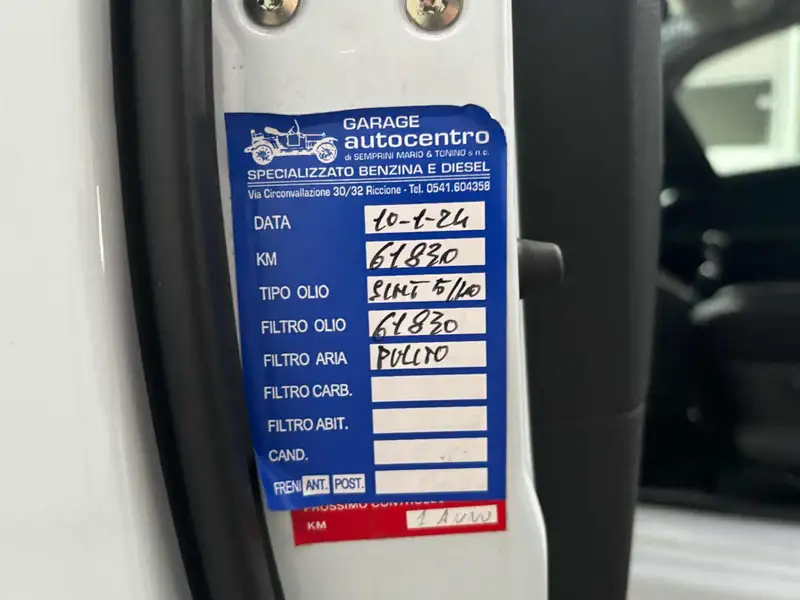 GARAGE
autocentro
di SEMPRINI MARIO & TONINO s.n.c.
SPECIALIZZATO BENZINA E DIESEL
Via Circonvallazione 30/32 Riccione - Tel. 0541.604358
DATA 10-1-24
KM 61830
TIPO OLIO SINT 5/40
FILTRO OLIO 61830
FILTRO ARIA PULITO
FILTRO CARB.
FILTRO ABIT.
CAND.
FRENI ANT. POST.
PROSSIMO CONTROLLO
KM 1 ANNO